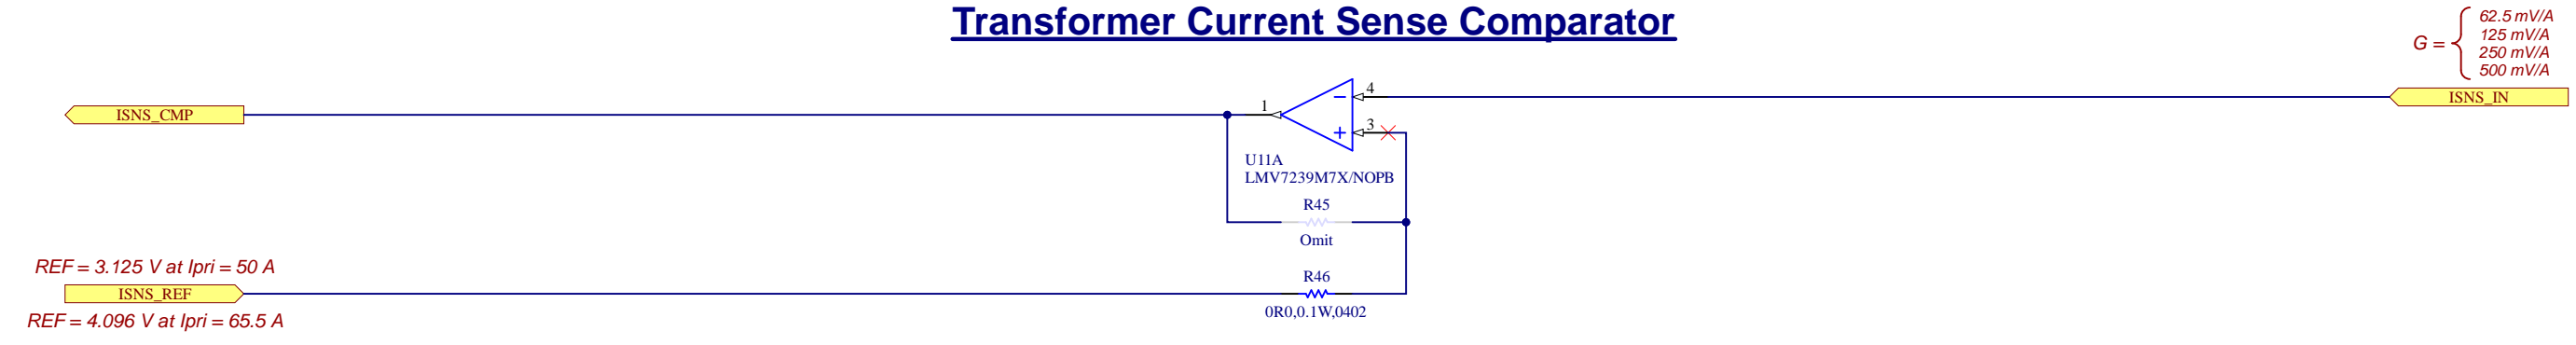 Transformer Current Sense Comparator
G =
62.5 mV/A
125 mV/A
250 mV/A
500 mV/A
ISNS_CMP
1
4
3
ISNS_IN
U11A
LMV7239M7X/NOPB
R45
Omit
REF = 3.125 V at Ipri = 50 A
ISNS_REF
REF = 4.096 V at Ipri = 65.5 A
R46
0R0,0.1W,0402